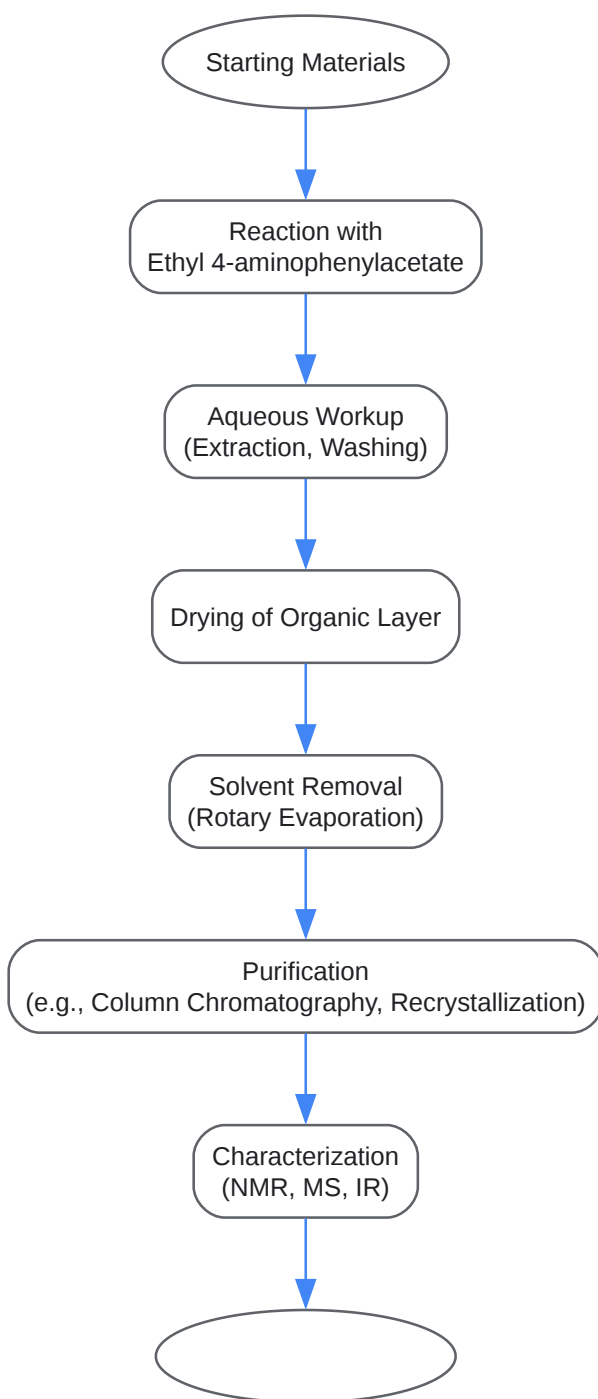 Starting Materials
Reaction with
Ethyl 4-aminophenylacetate
Aqueous Workup
(Extraction, Washing)
Drying of Organic Layer
Solvent Removal
(Rotary Evaporation)
Purification
(e.g., Column Chromatography, Recrystallization)
Characterization
(NMR, MS, IR)